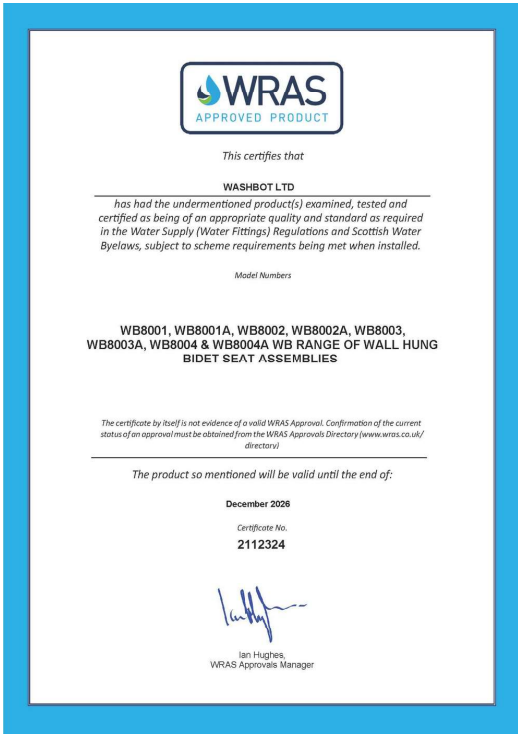 WRAS
APPROVED PRODUCT
This certifies that
WASHBOT LTD
has had the undermentioned product(s) examined, tested and
certified as being of an appropriate quality and standard as required
in the Water Supply (Water Fittings) Regulations and Scottish Water
Byelaws, subject to scheme requirements being met when installed.
Model Numbers
WB8001, WB8001A, WB8002, WB8002A, WB8003,
WB8003A, WB8004 & WB8004A WB RANGE OF WALL HUNG
BIDET SEAT ASSEMBLIES
The certificate by itself is not evidence of a valid WRAS Approval. Confirmation of the current
status of an approval must be obtained from the WRAS Approvals Directory (www.wras.co.uk/
directory)
The product so mentioned will be valid until the end of:
December 2026
Certificate No.
2112324
Ian Hughes,
WRAS Approvals Manager